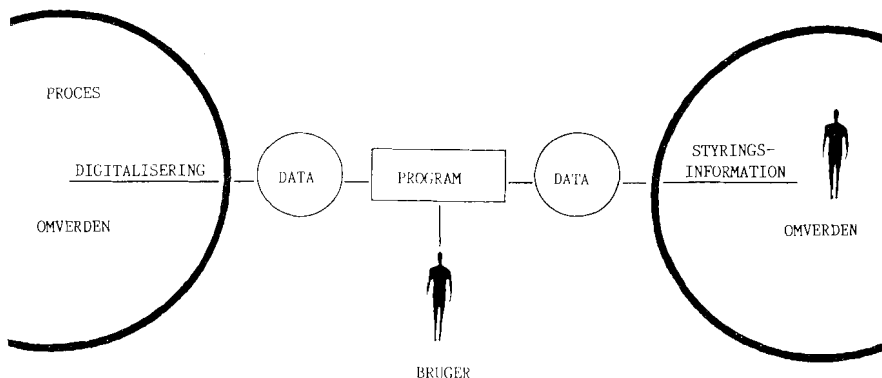 PROCES
DIGITALISERING
OMVERDEN
DATA
PROGRAM
DATA
BRUGER
STYRINGS-
INFORMATION
OMVERDEN